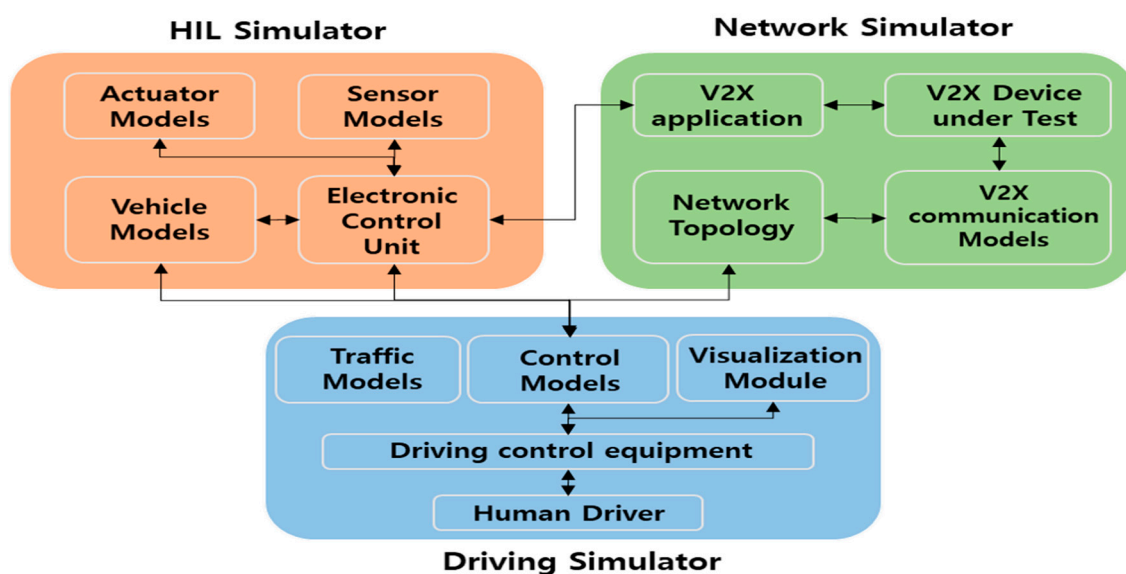 HIL Simulator
Actuator
Models
Sensor
Models
Vehicle
Models
Electronic
Control
Unit
Network Simulator
V2X
application
V2X Device
under Test
Network
Topology
V2X
communication
Models
Traffic
Models
Control
Models
Visualization
Module
Driving control equipment
Human Driver
Driving Simulator